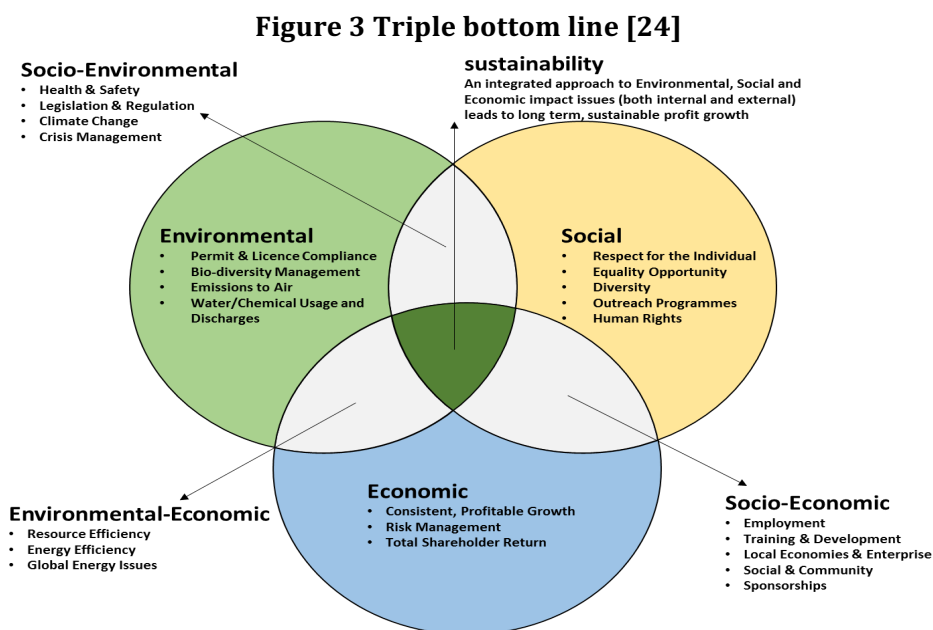 Figure 3 Triple bottom line [24]
Socio-Environmental
• Health & Safety
• Legislation & Regulation
• Climate Change
• Crisis Management
sustainability
An integrated approach to Environmental, Social and
Economic impact issues (both internal and external)
leads to long term, sustainable profit growth
Environmental
• Permit & Licence Compliance
• Bio-diversity Management
• Emissions to Air
• Water/Chemical Usage and
Discharges
Social
• Respect for the Individual
• Equality Opportunity
• Diversity
• Outreach Programmes
• Human Rights
Environmental-Economic
• Resource Efficiency
• Energy Efficiency
• Global Energy Issues
Economic
• Consistent, Profitable Growth
• Risk Management
• Total Shareholder Return
Socio-Economic
• Employment
• Training & Development
• Local Economies & Enterprise
• Social & Community
• Sponsorships